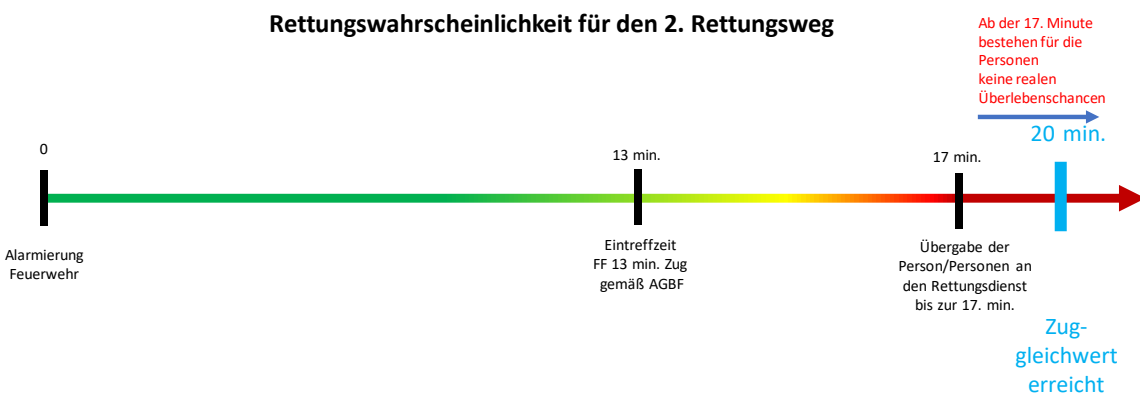 Rettungswahrscheinlichkeit für den 2. Rettungsweg
Ab der 17. Minute
bestehen für die
Personen
keine realen
Überlebenschancen
20 min.
0
13 min.
17 min.
Alarmierung
Feuerwehr
Eintreffzeit
FF 13 min. Zug
gemäß AGBF
Übergabe der
Person/Personen an
den Rettungsdienst
bis zur 17. min.
Zug-
gleichwert
erreicht